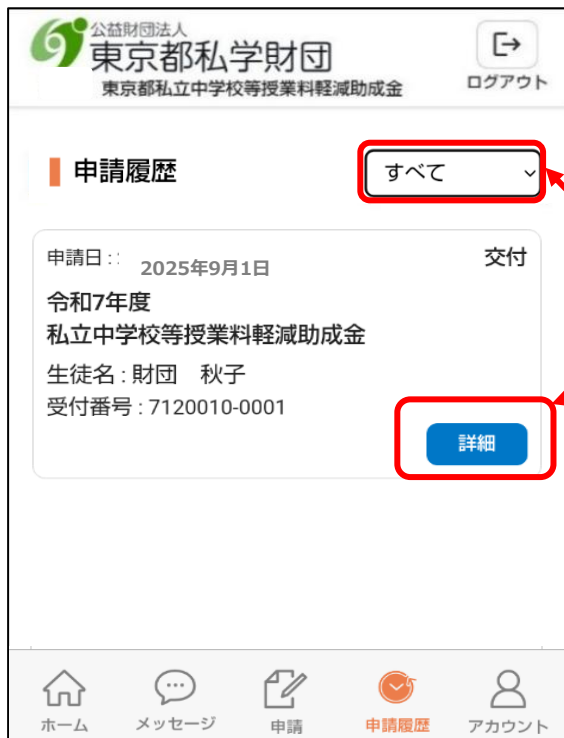 公益財団法人
東京都私学財団
東京都私立中学校等授業料軽減助成金
ログアウト
申請履歴
すべて
申請日: 2025年9月1日
交付
令和7年度
私立中学校等授業料軽減助成金
生徒名:財団　秋子
受付番号:7120010-0001
詳細
ホーム
メッセージ
申請
申請履歴
アカウント